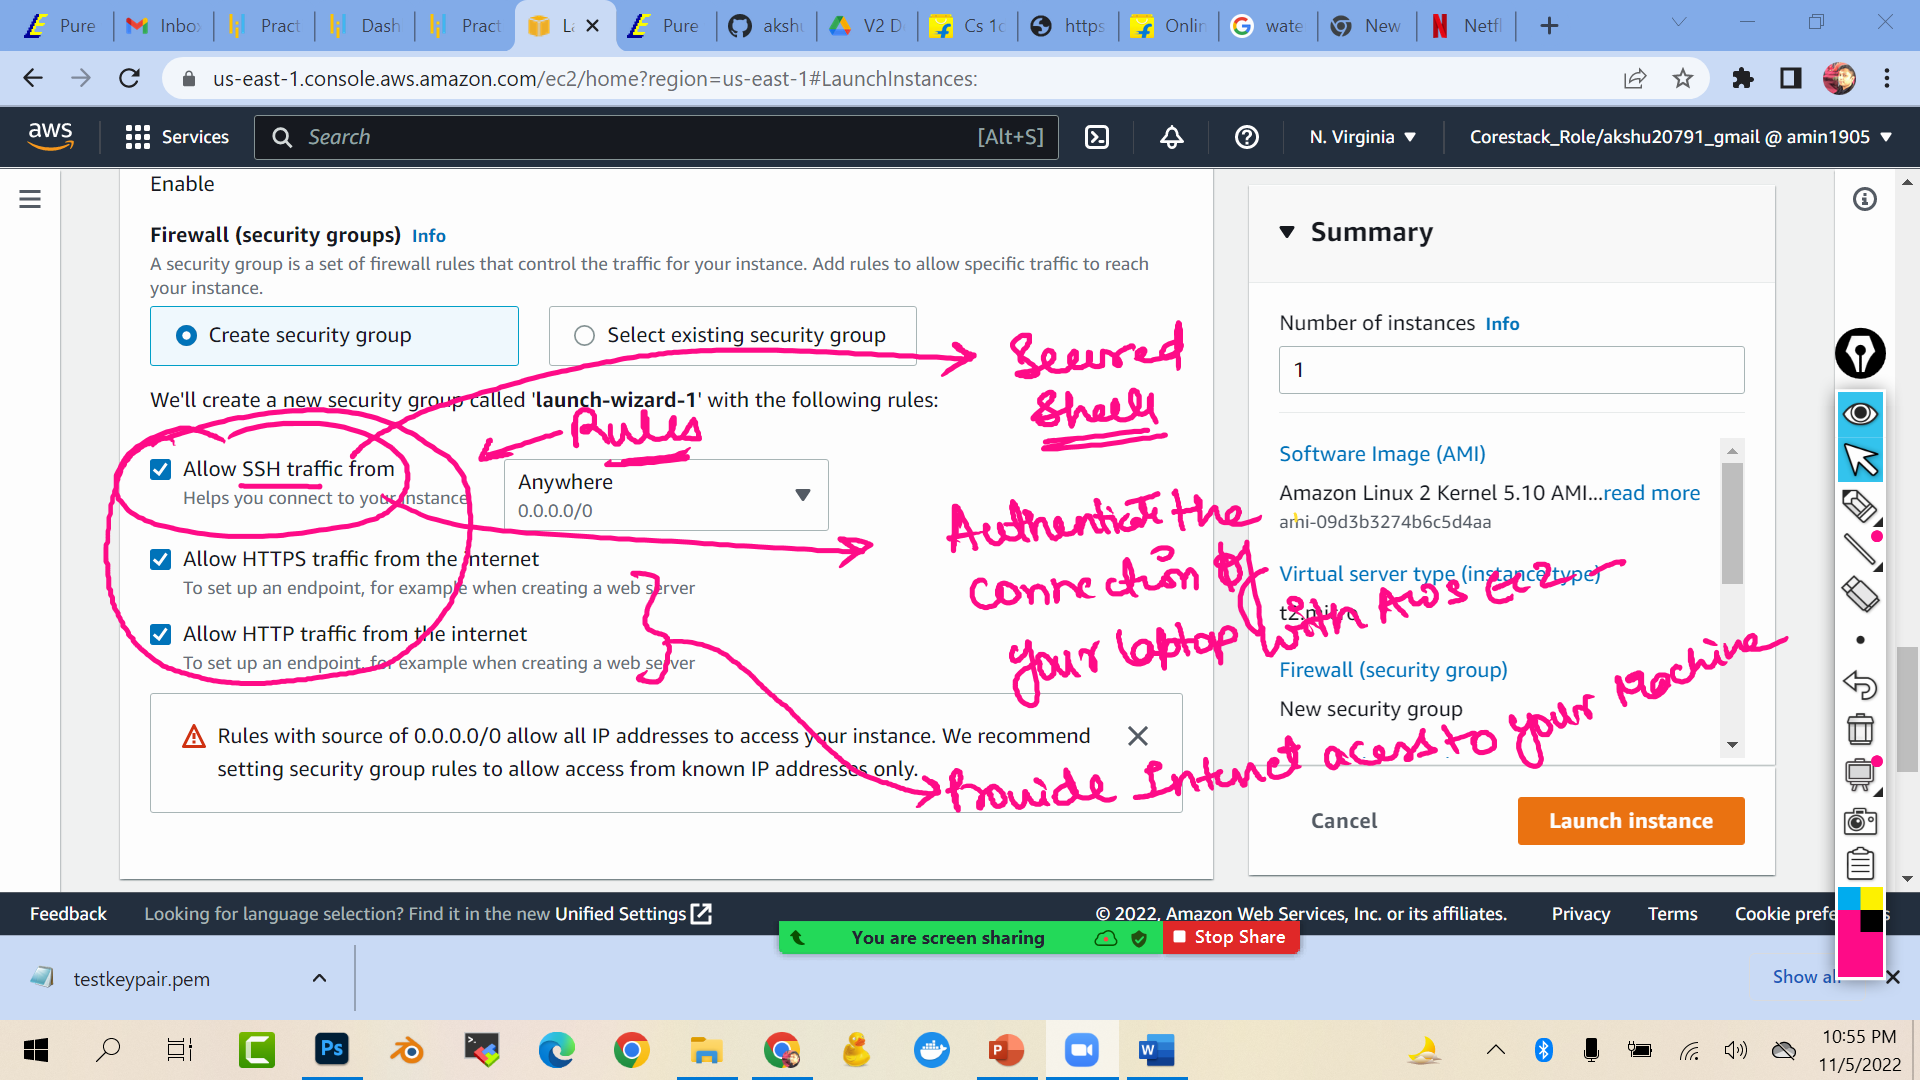 Pure
Inbo
Pract
Dash
Pract
La
Pure
akshu
V2 D
Cs 1c
https
Onlin
wate
New
Netfl
us-east-1.console.aws.amazon.com/ec2/home?region=us-east-1#LaunchInstances:
aws
Services
Search
[Alt+S]
N. Virginia
Corestack_Role/akshu20791_gmail @ amin1905
Enable
Firewall (security groups) Info
A security group is a set of firewall rules that control the traffic for your instance. Add rules to allow specific traffic to reach
your instance.
Create security group
Select existing security group
We'll create a new security group called 'launch-wizard-1' with the following rules:
Secured
Shell
Rules
Allow SSH traffic from
Helps you connect to your instance
Anywhere
0.0.0.0/0
Allow HTTPS traffic from the internet
To set up an endpoint, for example when creating a web server
Allow HTTP traffic from the internet
To set up an endpoint, for example when creating a web server
Authenticate the
connection of
your laptop with AWS EC2
Provide Internet acess to your Machine
Rules with source of 0.0.0.0/0 allow all IP addresses to access your instance. We recommend
setting security group rules to allow access from known IP addresses only.
Summary
Number of instances Info
1
Software Image (AMI)
Amazon Linux 2 Kernel 5.10 AMI...read more
ami-09d3b3274b6c5d4aa
Virtual server type (instance type)
t2.micro
Firewall (security group)
New security group
Cancel
Launch instance
Feedback
Looking for language selection? Find it in the new Unified Settings
© 2022, Amazon Web Services, Inc. or its affiliates.
Privacy
Terms
Cookie prefe
s
You are screen sharing
Stop Share
testkeypair.pem
Show al
Ps
P
W
10:55 PM
11/5/2022